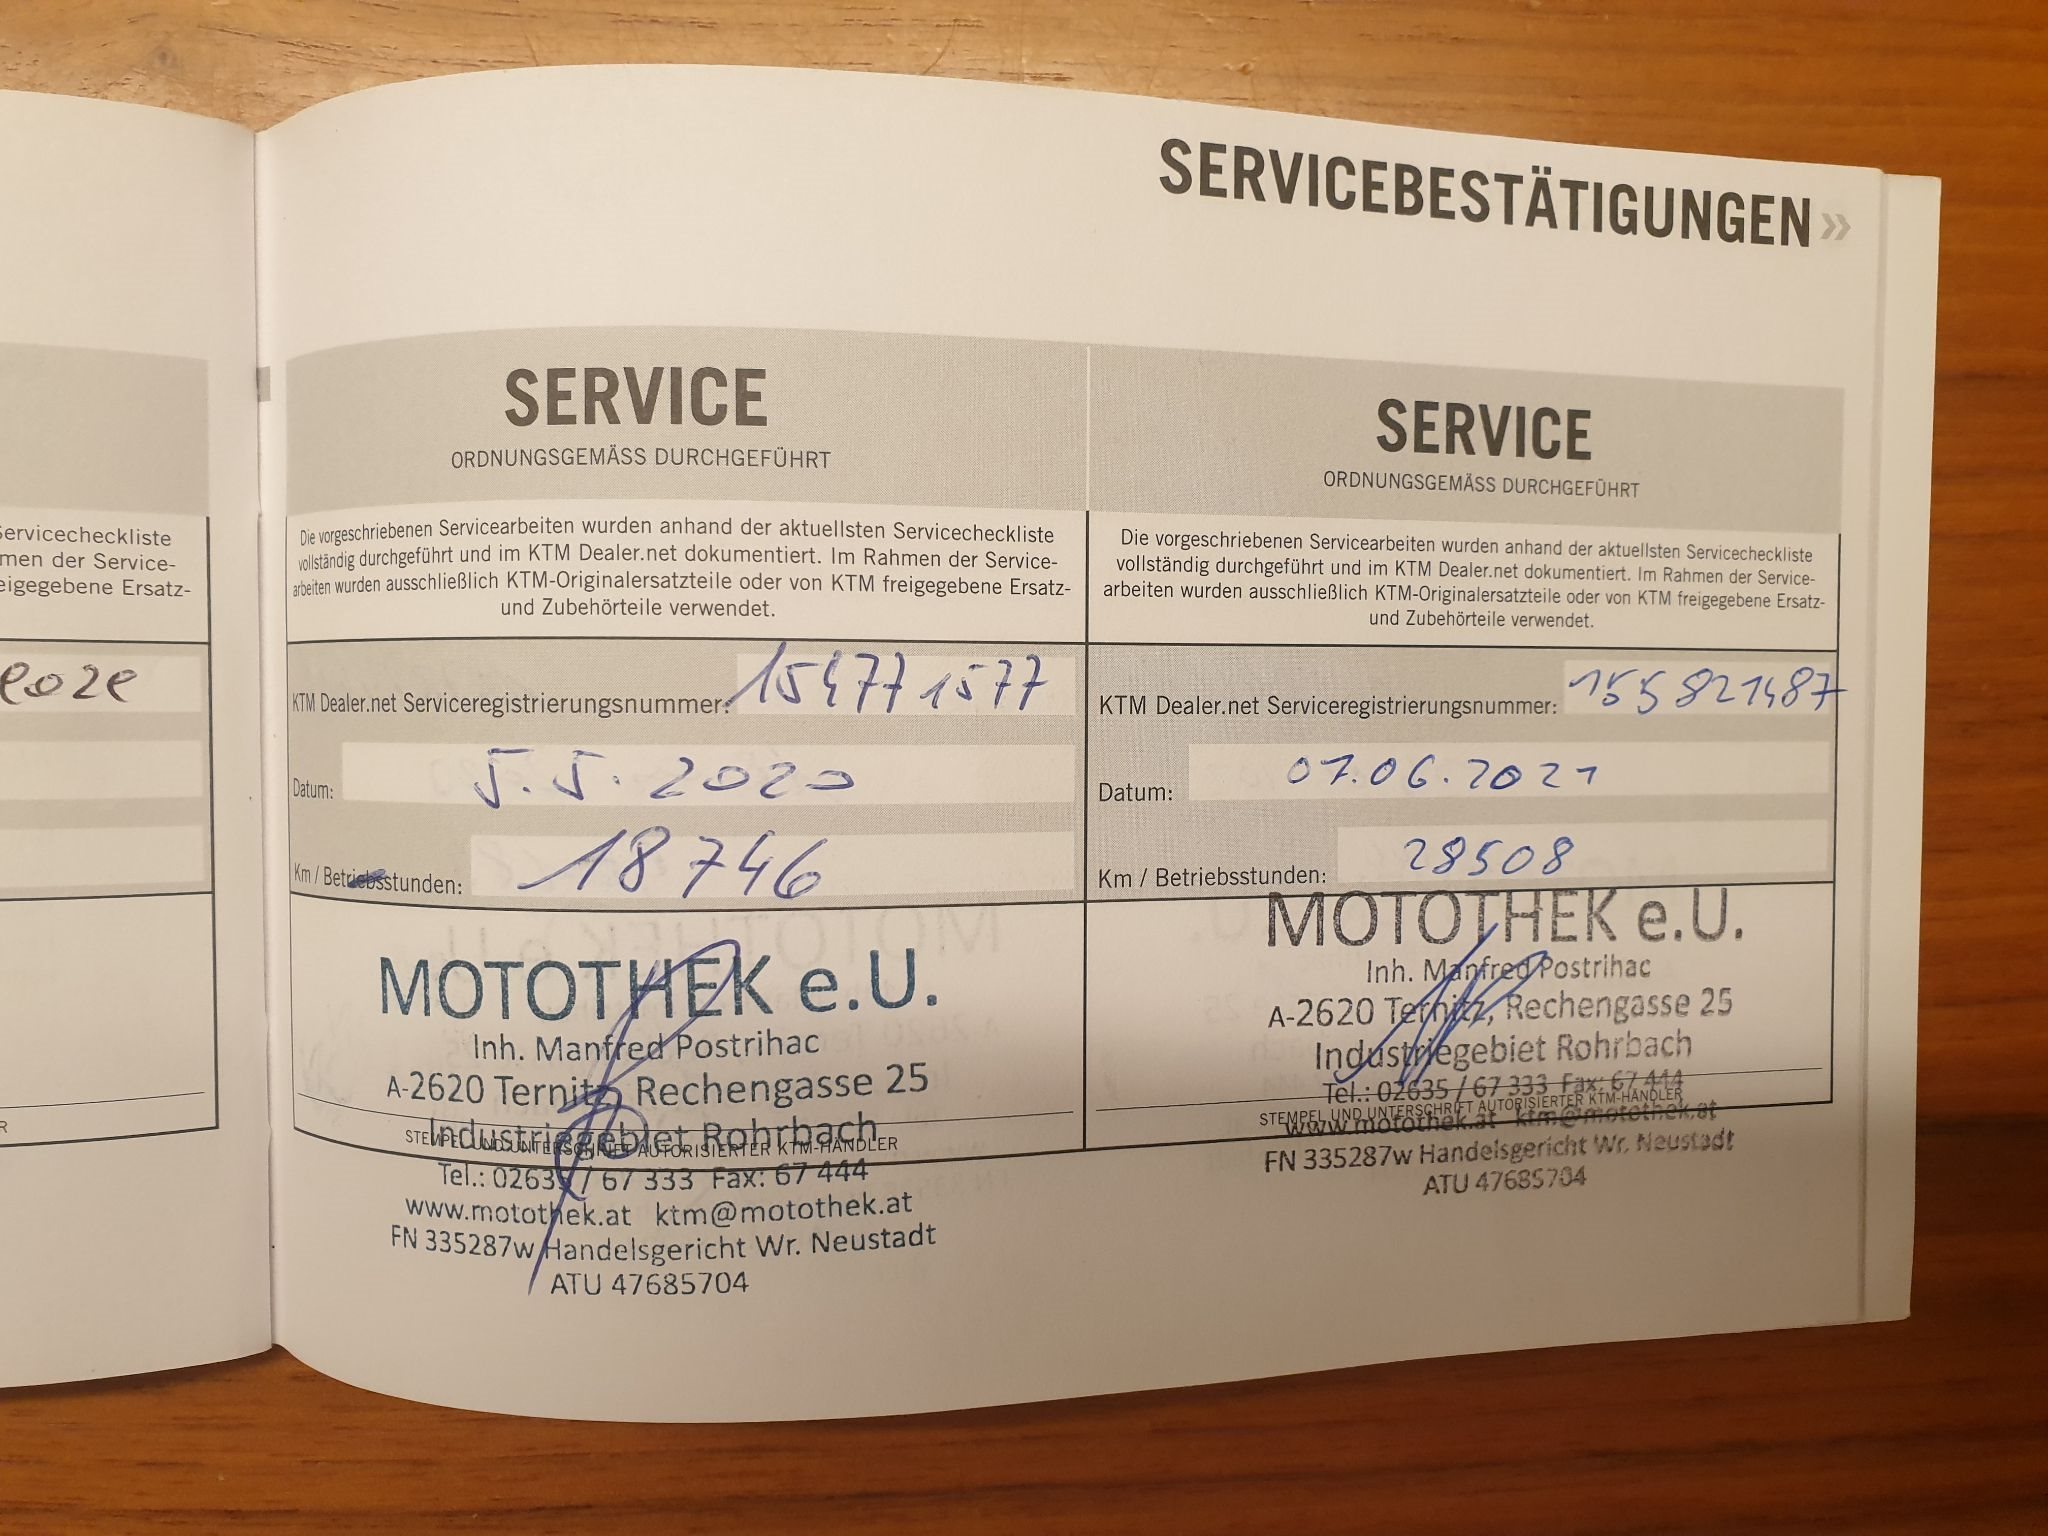 SERVICEBESTÄTIGUNGEN »
ervicecheckliste
men der Service-
eigegebene Ersatz-
R
SERVICE
ORDNUNGSGEMÄSS DURCHGEFÜHRT
Die vorgeschriebenen Servicearbeiten wurden anhand der aktuellsten Servicecheckliste
vollständig durchgeführt und im KTM Dealer.net dokumentiert. Im Rahmen der Service-
arbeiten wurden ausschließlich KTM-Originalersatzteile oder von KTM freigegebene Ersatz-
und Zubehörteile verwendet.
KTM Dealer.net Serviceregistrierungsnummer: 154771577
Datum: 5.5.2020
Km / Betriebsstunden: 18746
MOTOTHEK e.U.
Inh. Manfred Postrihac
A-2620 Ternitz, Rechengasse 25
Industriegebiet Rohrbach
STEMPEL UND UNTERSCHRIFT AUTORISIERTER KTM-HÄNDLER
Tel.: 02635 / 67 333 Fax: 67 444
www.motothek.at ktm@motothek.at
FN 335287w Handelsgericht Wr. Neustadt
ATU 47685704
SERVICE
ORDNUNGSGEMÄSS DURCHGEFÜHRT
Die vorgeschriebenen Servicearbeiten wurden anhand der aktuellsten Servicecheckliste
vollständig durchgeführt und im KTM Dealer.net dokumentiert. Im Rahmen der Service-
arbeiten wurden ausschließlich KTM-Originalersatzteile oder von KTM freigegebene Ersatz-
und Zubehörteile verwendet.
KTM Dealer.net Serviceregistrierungsnummer: 155821487
Datum: 07.06.2021
Km / Betriebsstunden: 28508
MOTOTHEK e.U.
Inh. Manfred Postrihac
A-2620 Ternitz, Rechengasse 25
Industriegebiet Rohrbach
Tel.: 02635 / 67 333 Fax: 67 444
STEMPEL UND UNTERSCHRIFT AUTORISIERTER KTM-HÄNDLER
www.motothek.at ktm@motothek.at
FN 335287w Handelsgericht Wr. Neustadt
ATU 47685704